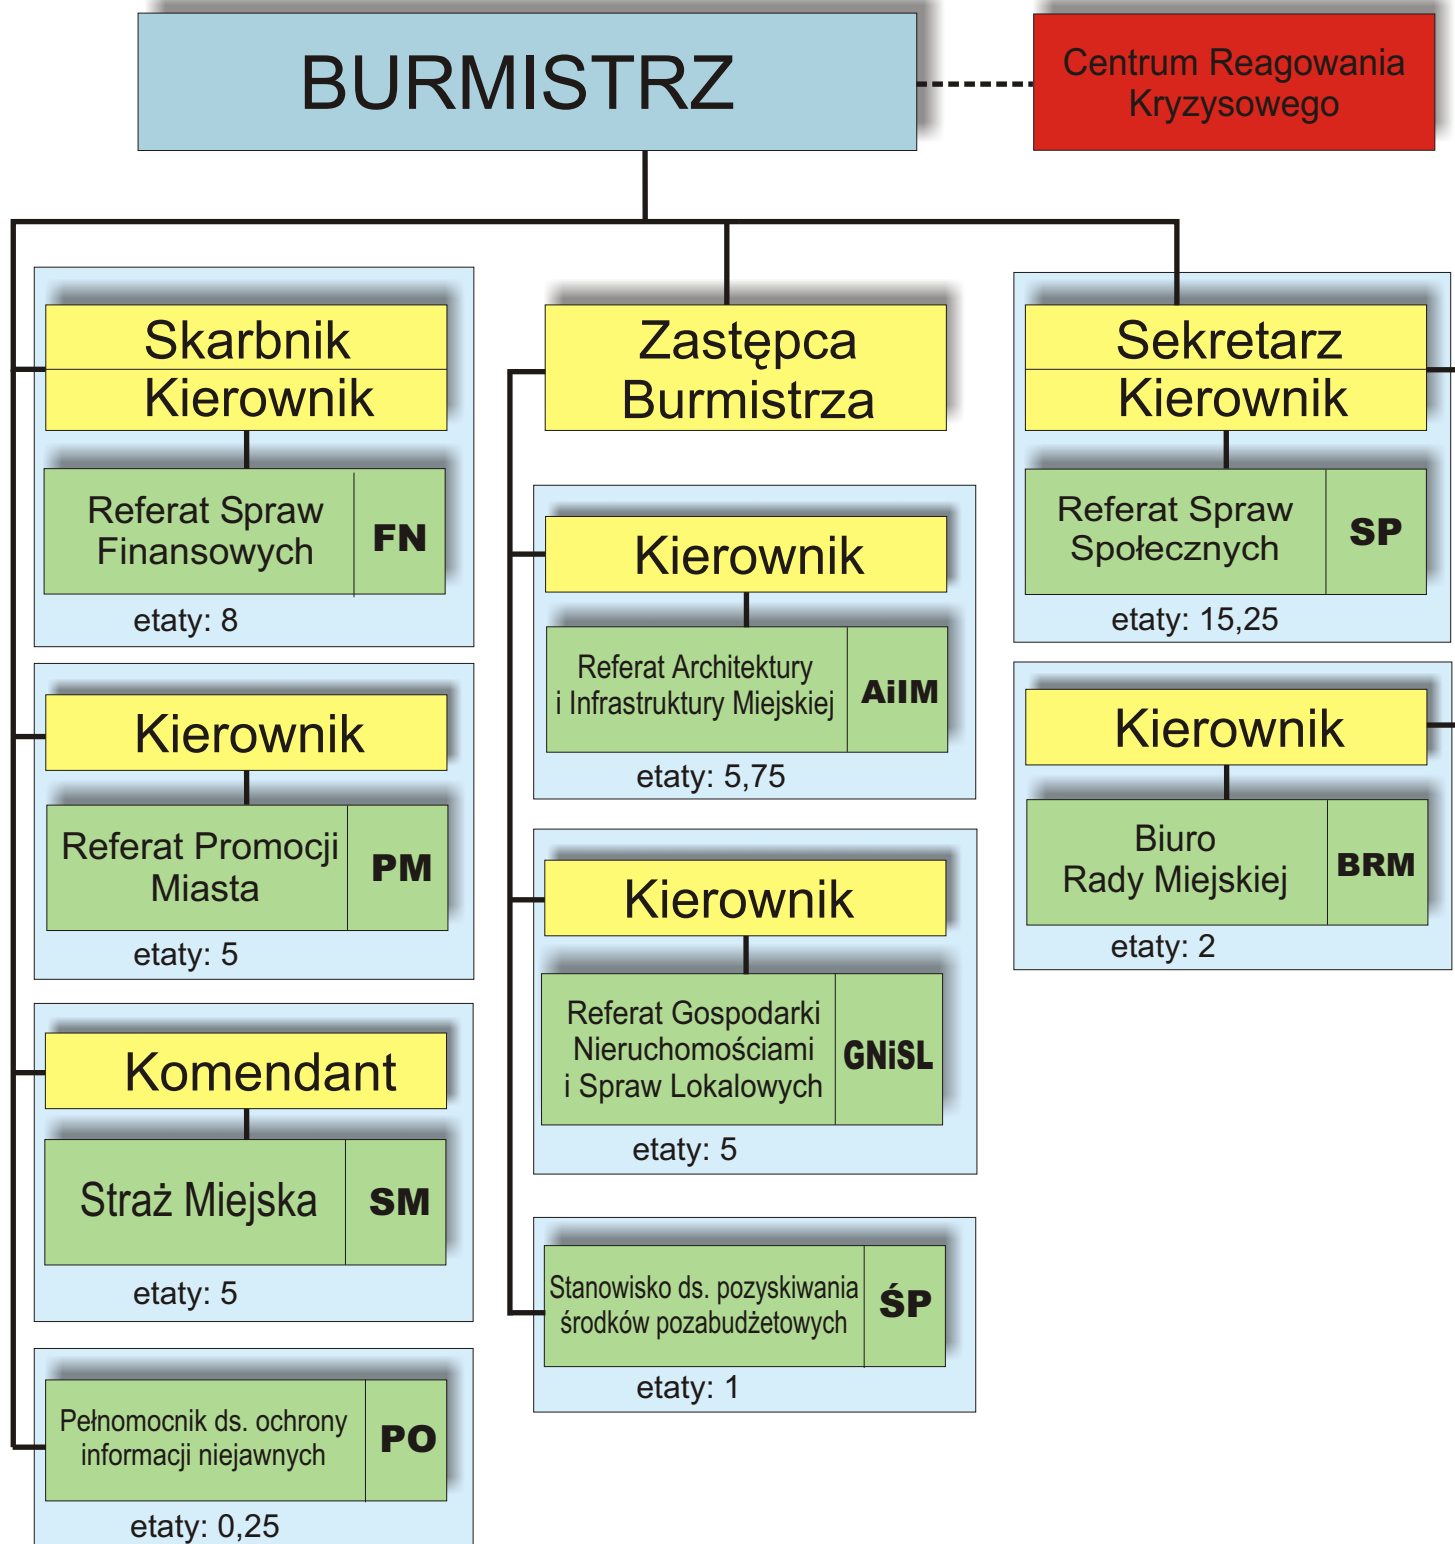 BURMISTRZ
Centrum Reagowania
Kryzysowego
Skarbnik
Kierownik
Referat Spraw
Finansowych
FN
etaty: 8
Kierownik
Referat Promocji
Miasta
PM
etaty: 5
Komendant
Straż Miejska
SM
etaty: 5
Pełnomocnik ds. ochrony
informacji niejawnych
PO
etaty: 0,25
Zastępca
Burmistrza
Kierownik
Referat Architektury
i Infrastruktury Miejskiej
AiIM
etaty: 5,75
Kierownik
Referat Gospodarki
Nieruchomościami
i Spraw Lokalowych
GNiSL
etaty: 5
Stanowisko ds. pozyskiwania
środków pozabudżetowych
ŚP
etaty: 1
Sekretarz
Kierownik
Referat Spraw
Społecznych
SP
etaty: 15,25
Kierownik
Biuro
Rady Miejskiej
BRM
etaty: 2